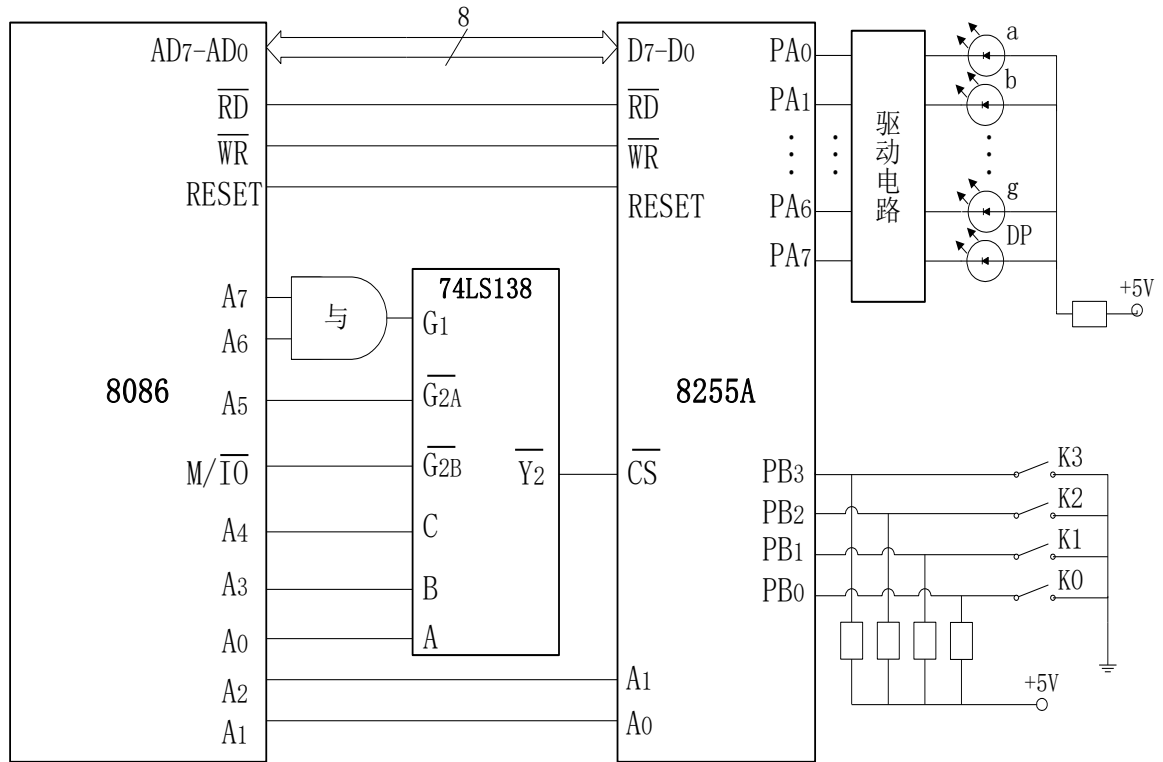 8
AD7-AD0
D7-D0
PA0
a
RD
RD
PA1
b
WR
WR
RESET
RESET
PA6
g
PA7
DP
驱动电路
+5V
74LS138
A7
与
G1
A6
8086
8255A
A5
G2A
M/IO
G2B
Y2
CS
PB3
K3
PB2
K2
A4
C
PB1
K1
A3
B
PB0
K0
A0
A
A2
A1
+5V
A1
A0